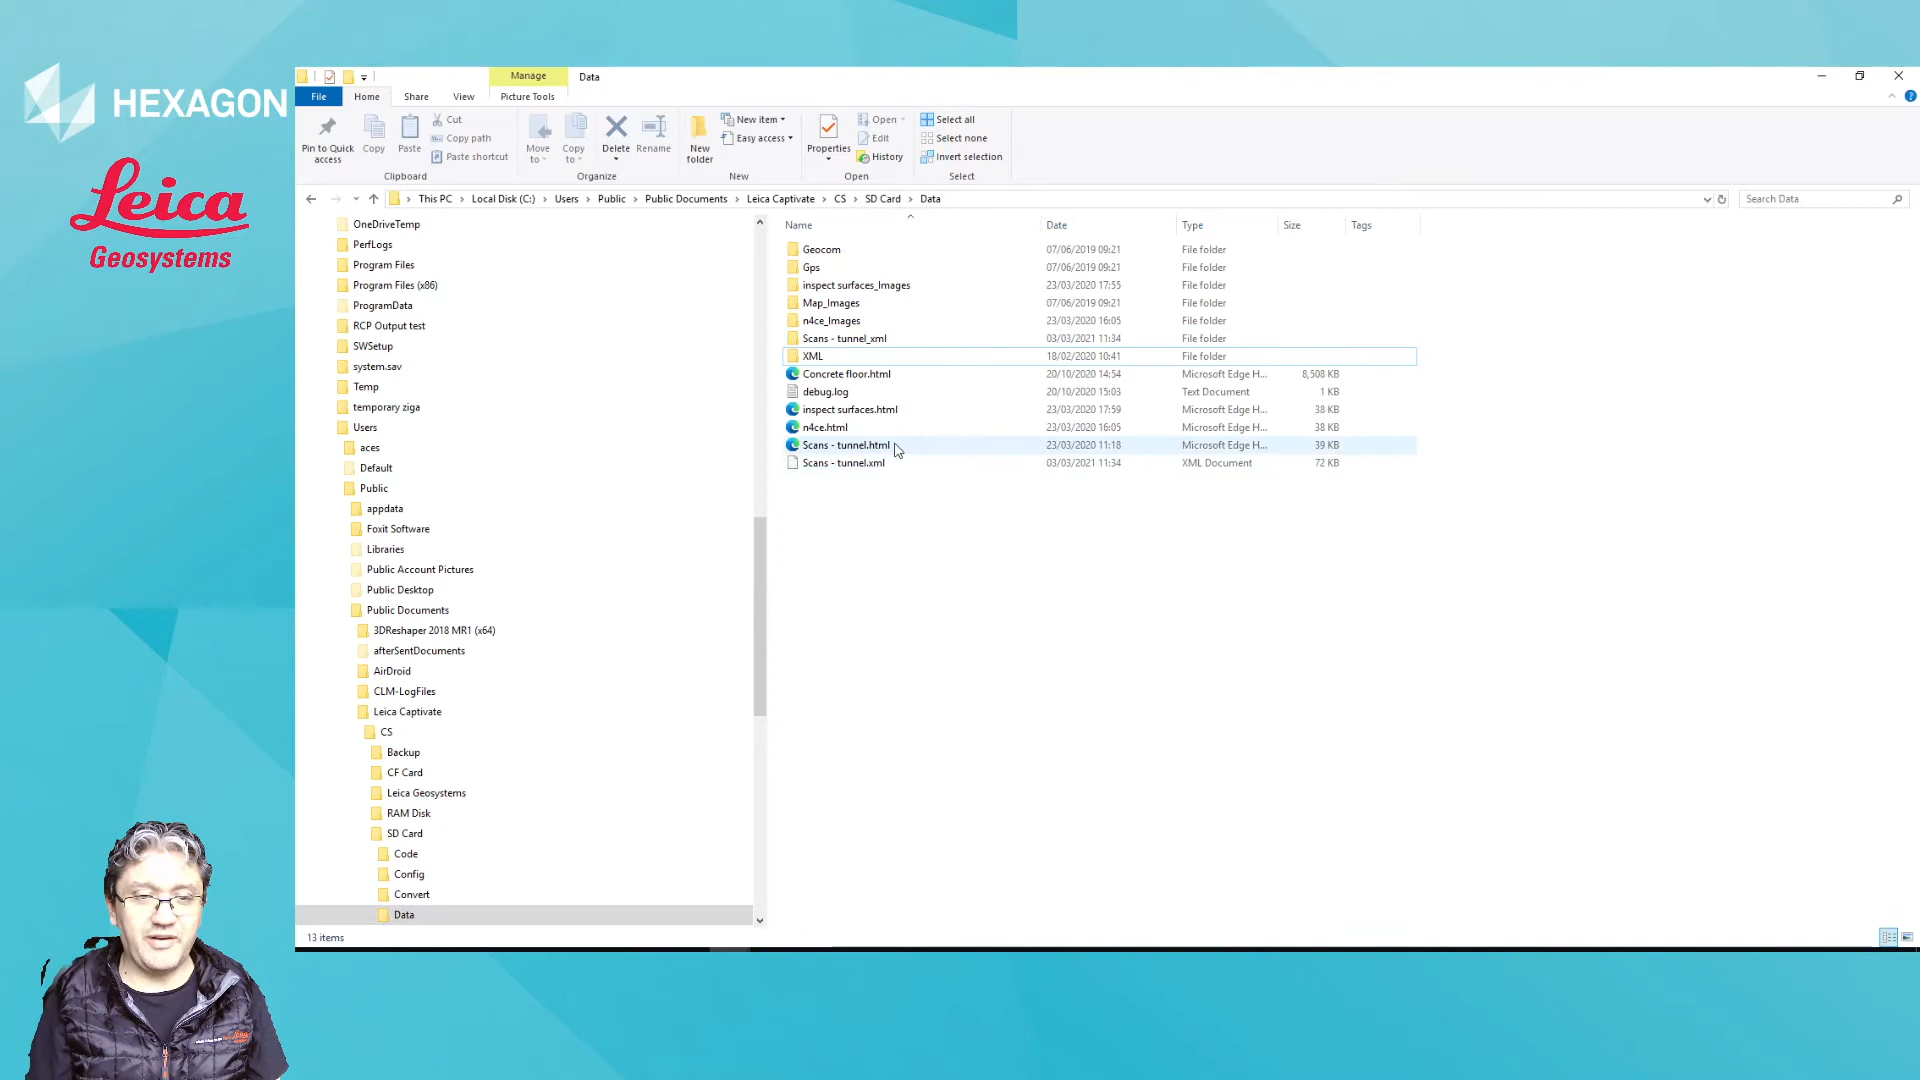 HEXAGON
Leica
Geosystems
Manage
Data
File
Home
Share
View
Picture Tools
Pin to Quick access
Copy
Paste
Cut
Copy path
Paste shortcut
Clipboard
Move to
Copy to
Delete
Rename
Organize
New folder
New item
Easy access
New
Properties
Open
Edit
History
Open
Select all
Select none
Invert selection
Select
This PC > Local Disk (C:) > Users > Public > Public Documents > Leica Captivate > CS > SD Card > Data
Search Data
OneDriveTemp
PerfLogs
Program Files
Program Files (x86)
ProgramData
RCP Output test
SWSetup
system.sav
Temp
temporary ziga
Users
aces
Default
Public
appdata
Foxit Software
Libraries
Public Account Pictures
Public Desktop
Public Documents
3DReshaper 2018 MR1 (x64)
afterSentDocuments
AirDroid
CLM-LogFiles
Leica Captivate
CS
Backup
CF Card
Leica Geosystems
RAM Disk
SD Card
Code
Config
Convert
Data
Name Date Type Size Tags
Geocom 07/06/2019 09:21 File folder
Gps 07/06/2019 09:21 File folder
inspect surfaces_Images 23/03/2020 17:55 File folder
Map_Images 07/06/2019 09:21 File folder
n4ce_Images 23/03/2020 16:05 File folder
Scans - tunnel_xml 03/03/2021 11:34 File folder
XML 18/02/2020 10:41 File folder
Concrete floor.html 20/10/2020 14:54 Microsoft Edge H... 8,508 KB
debug.log 20/10/2020 15:03 Text Document 1 KB
inspect surfaces.html 23/03/2020 17:59 Microsoft Edge H... 38 KB
n4ce.html 23/03/2020 16:05 Microsoft Edge H... 38 KB
Scans - tunnel.html 23/03/2020 11:18 Microsoft Edge H... 39 KB
Scans - tunnel.xml 03/03/2021 11:34 XML Document 72 KB
13 items